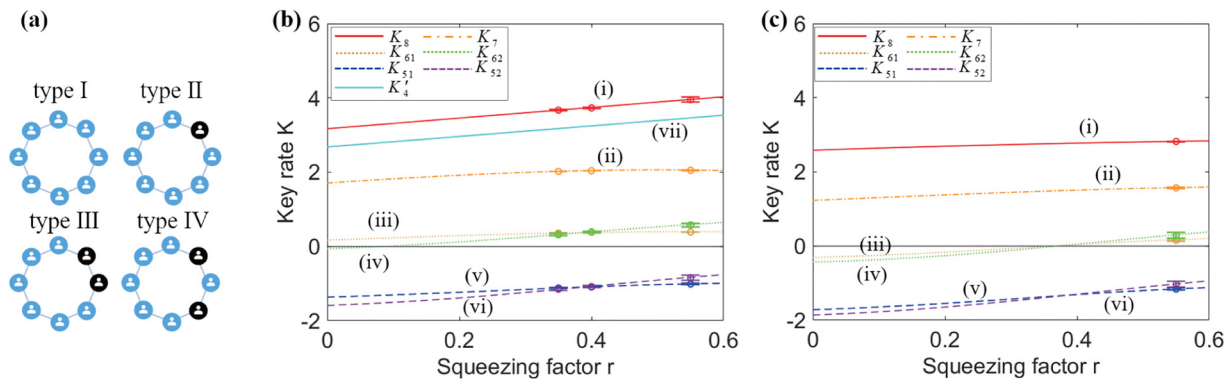 (a)
type I
type II
type III
type IV
(b)
Key rate K
6
4
2
0
-2
0
0.2
0.4
0.6
Squeezing factor r
K8
K7
K61
K62
K51
K52
K′4
(i)
(vii)
(ii)
(iii)
(iv)
(v)
(vi)
(c)
Key rate K
6
4
2
0
-2
0
0.2
0.4
0.6
Squeezing factor r
K8
K7
K61
K62
K51
K52
(i)
(ii)
(iii)
(iv)
(v)
(vi)